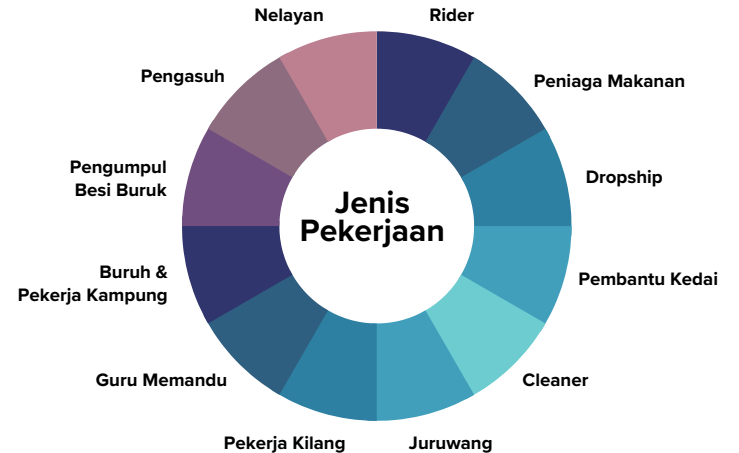 Nelayan
Rider
Pengasuh
Peniaga Makanan
Pengumpul
Besi Buruk
Dropship
Jenis
Pekerjaan
Buruh &
Pekerja Kampung
Pembantu Kedai
Guru Memandu
Cleaner
Pekerja Kilang
Juruwang